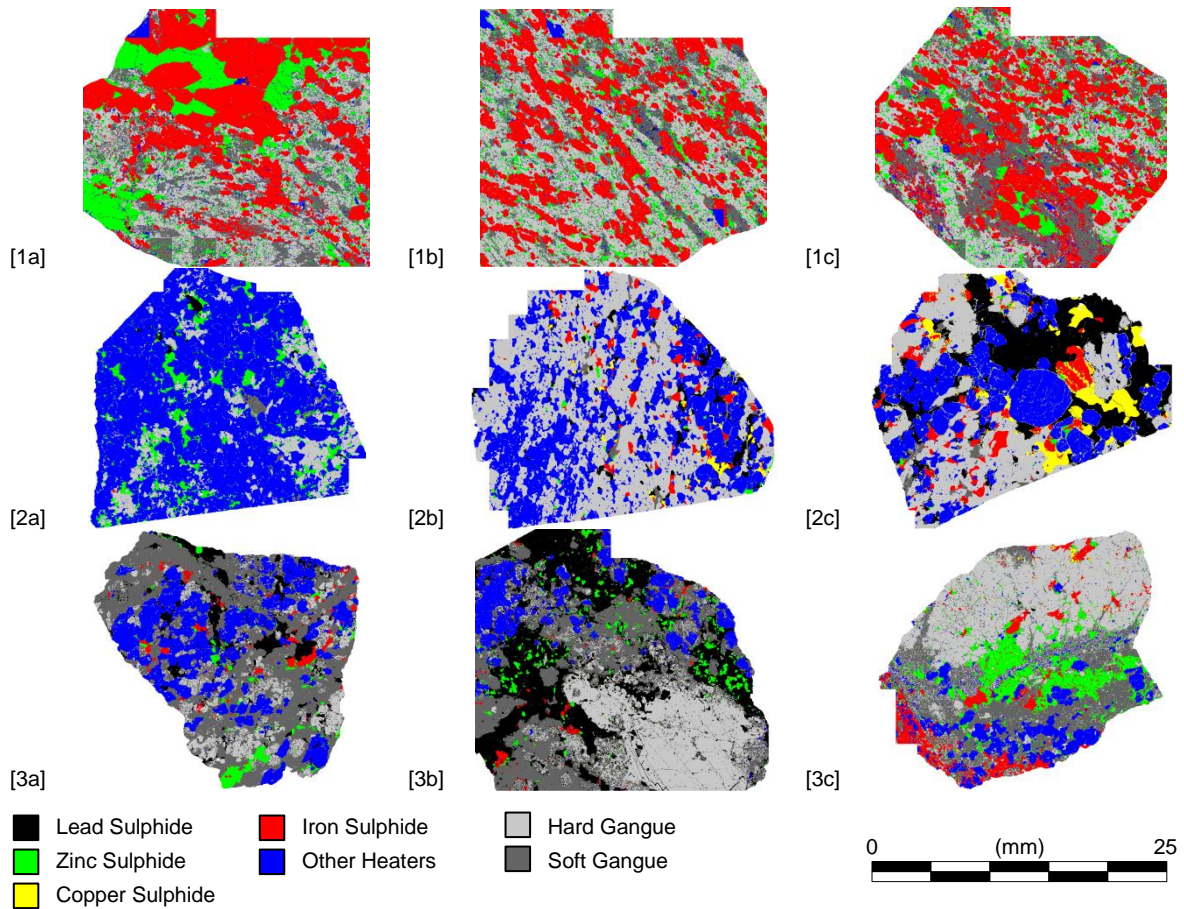 [1a] [1b] [1c]
[2a] [2b] [2c]
[3a] [3b] [3c]
Lead Sulphide Iron Sulphide Hard Gangue 0 (mm) 25
Zinc Sulphide Other Heaters Soft Gangue
Copper Sulphide